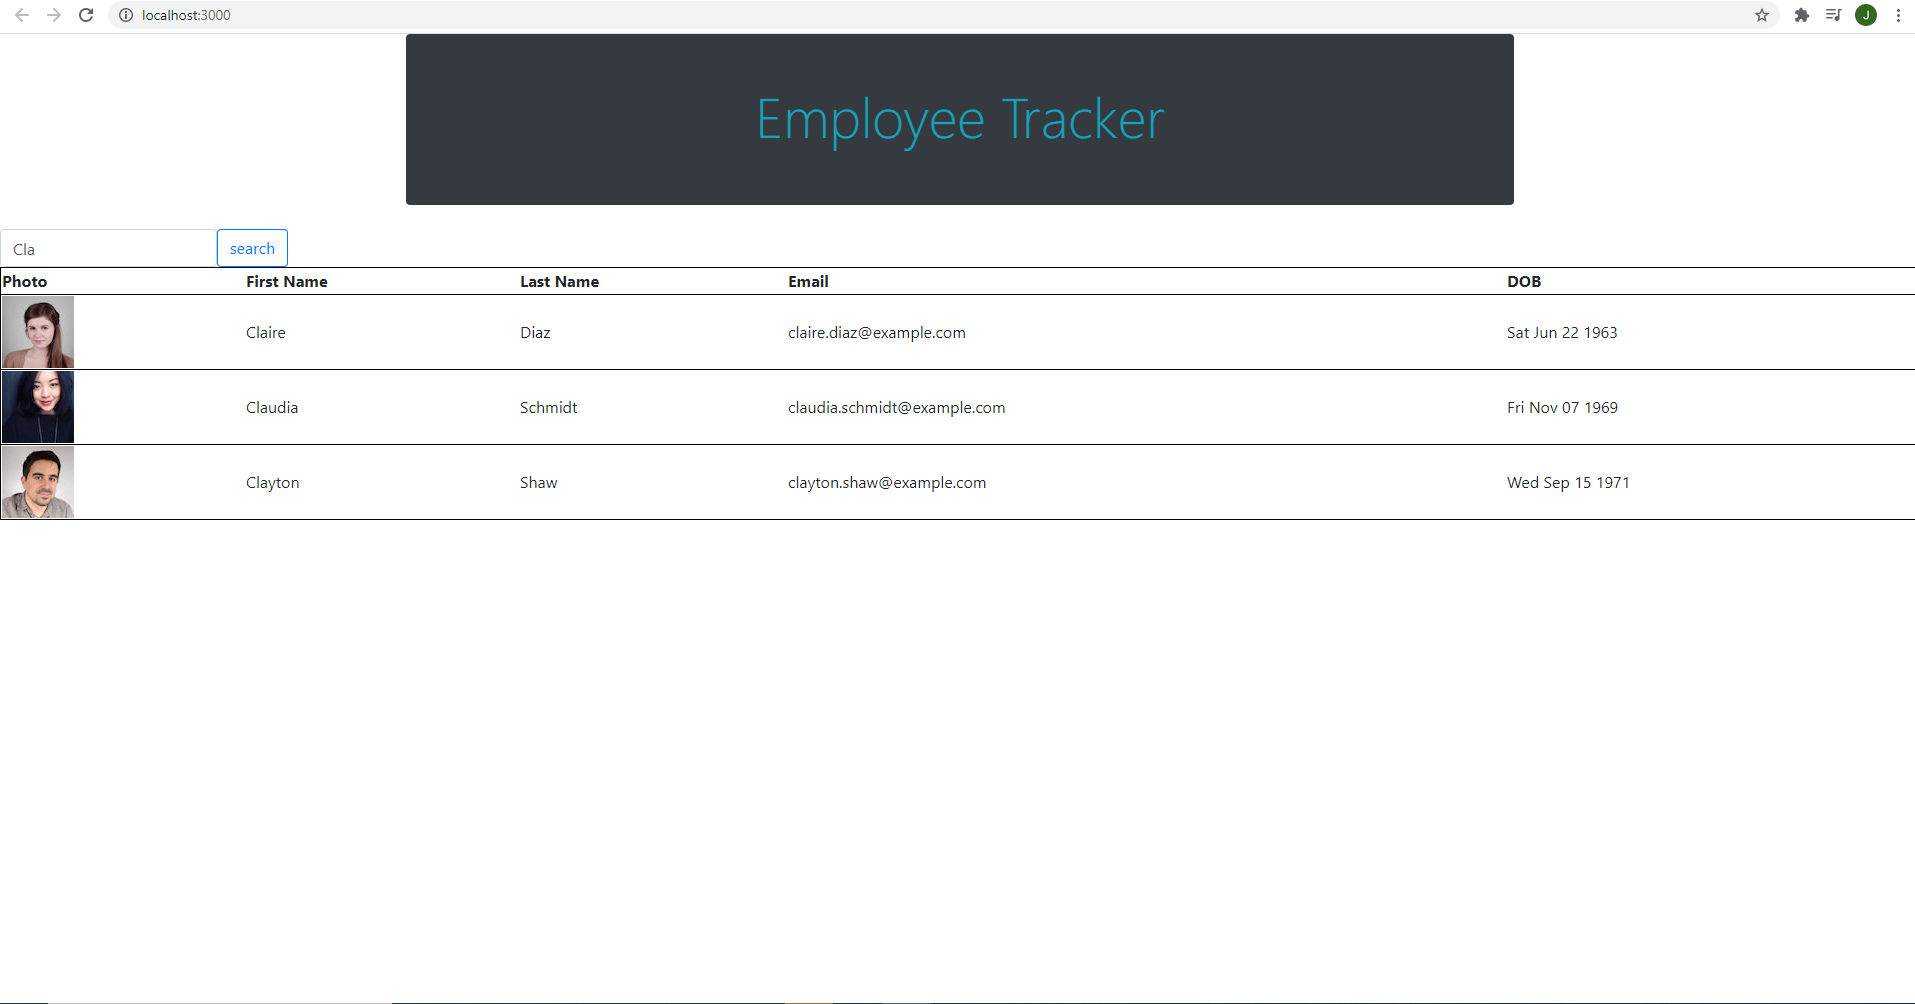 localhost:3000
J
Employee Tracker
Cla search
Photo First Name Last Name Email DOB
Claire Diaz claire.diaz@example.com Sat Jun 22 1963
Claudia Schmidt claudia.schmidt@example.com Fri Nov 07 1969
Clayton Shaw clayton.shaw@example.com Wed Sep 15 1971